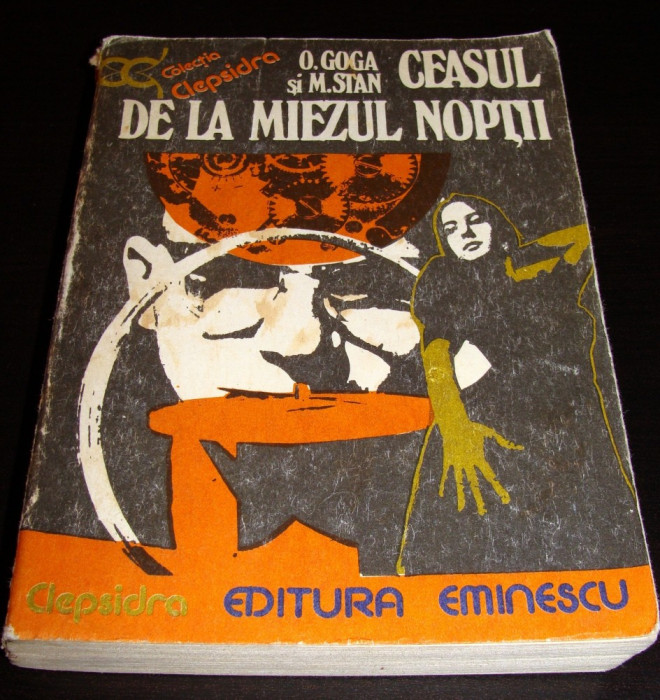 Colecția
Clepsidra
O. GOGA
și M. STAN
CEASUL
DE LA MIEZUL NOPȚII
Clepsidra EDITURA EMINESCU